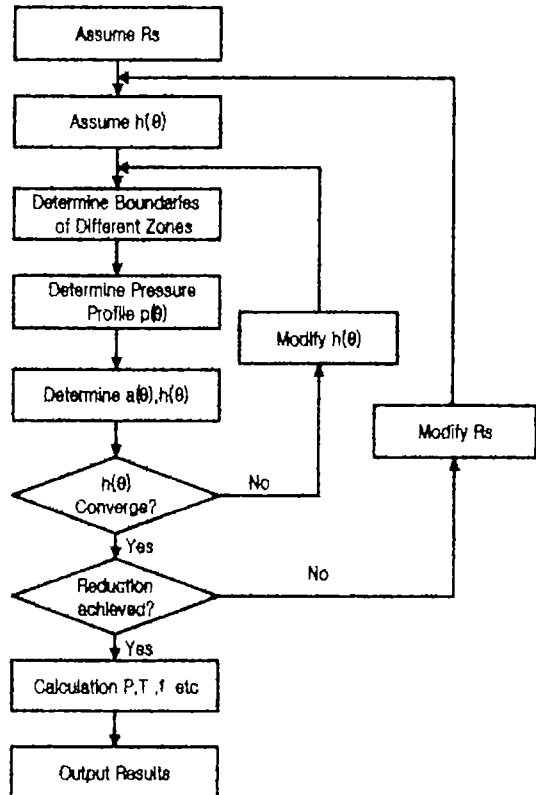 Assume Rs
Assume h(θ)
Determine Boundaries
of Different Zones
Determine Pressure
Profile p(θ)
Modify h(θ)
Determine a(θ),h(θ)
Modify Rs
h(θ)
Converge?
No
Yes
Reduction
achieved?
No
Yes
Calculation P,T ,f etc
Output Results